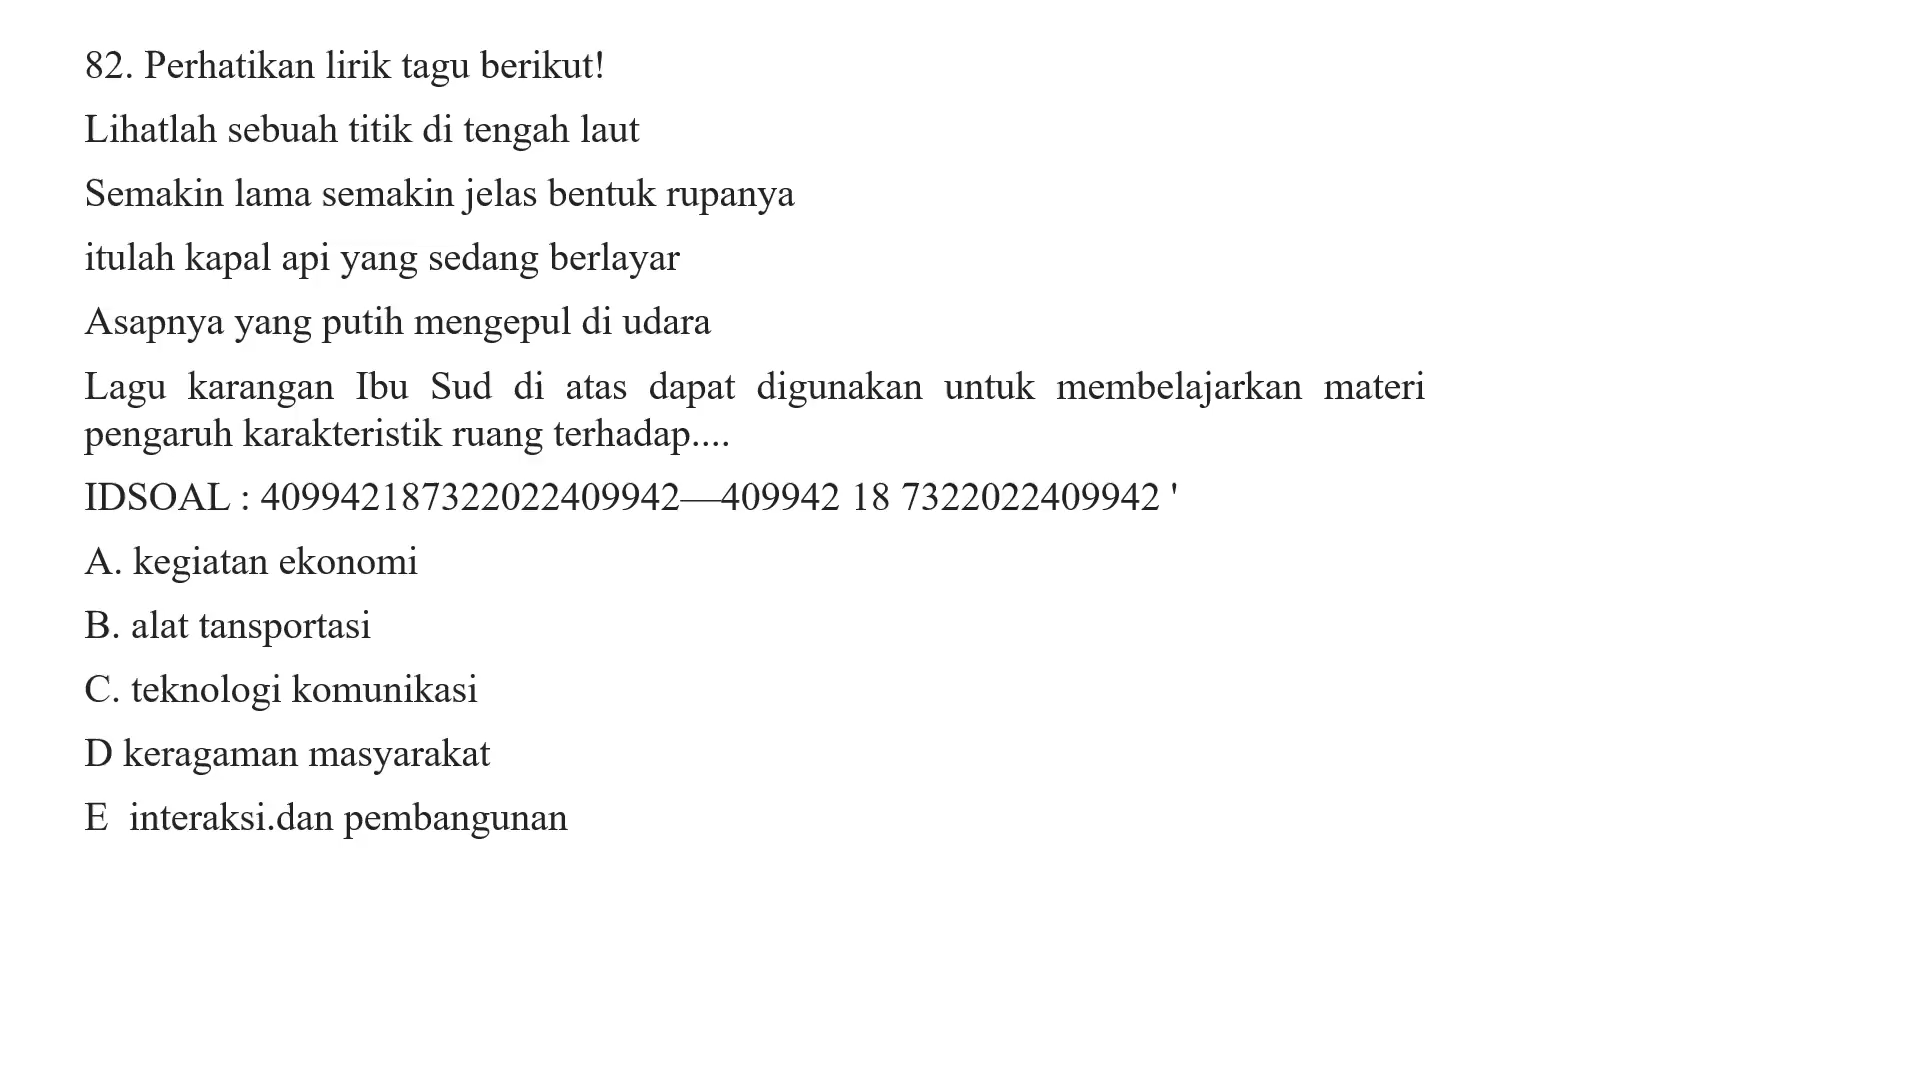 82. Perhatikan lirik tagu berikut!
Lihatlah sebuah titik di tengah laut
Semakin lama semakin jelas bentuk rupanya
itulah kapal api yang sedang berlayar
Asapnya yang putih mengepul di udara
Lagu karangan Ibu Sud di atas dapat digunakan untuk membelajarkan materi
pengaruh karakteristik ruang terhadap....
IDSOAL : 409942187322022409942—409942 18 7322022409942 '
A. kegiatan ekonomi
B. alat tansportasi
C. teknologi komunikasi
D keragaman masyarakat
E  interaksi.dan pembangunan